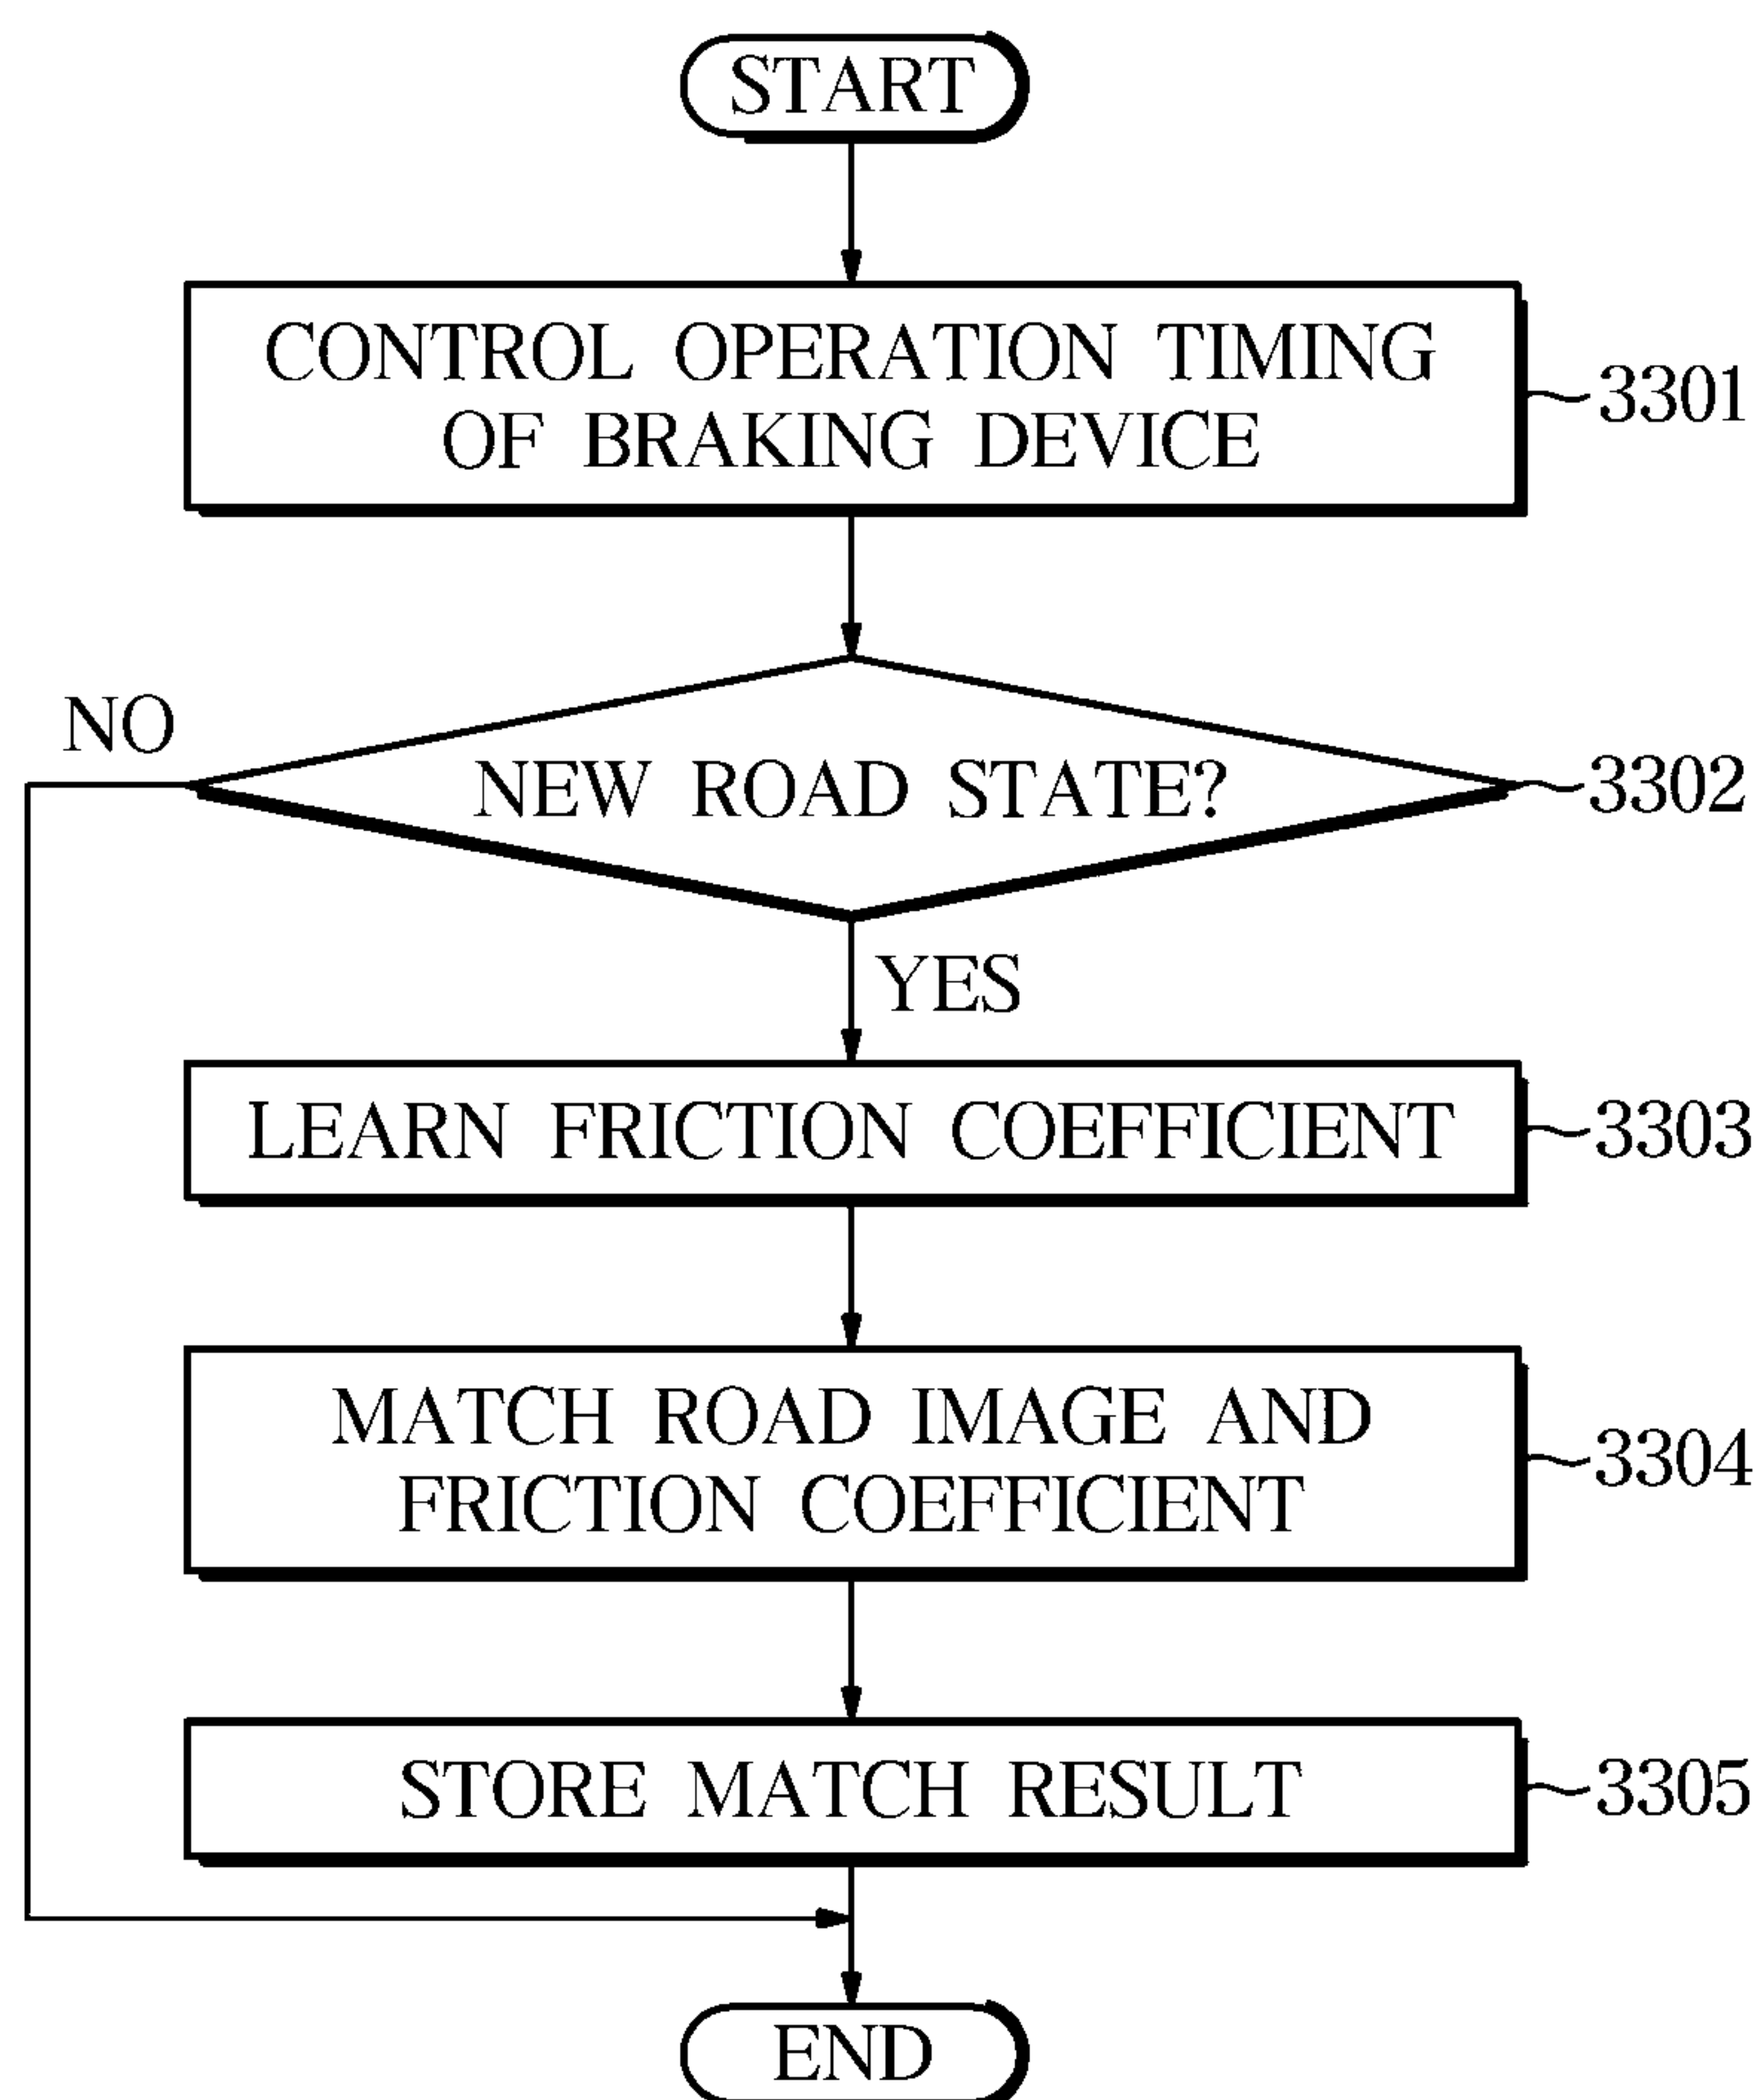 START
CONTROL OPERATION TIMING
OF BRAKING DEVICE
3301
NO
NEW ROAD STATE?
3302
YES
LEARN FRICTION COEFFICIENT
3303
MATCH ROAD IMAGE AND
FRICTION COEFFICIENT
3304
STORE MATCH RESULT
3305
END